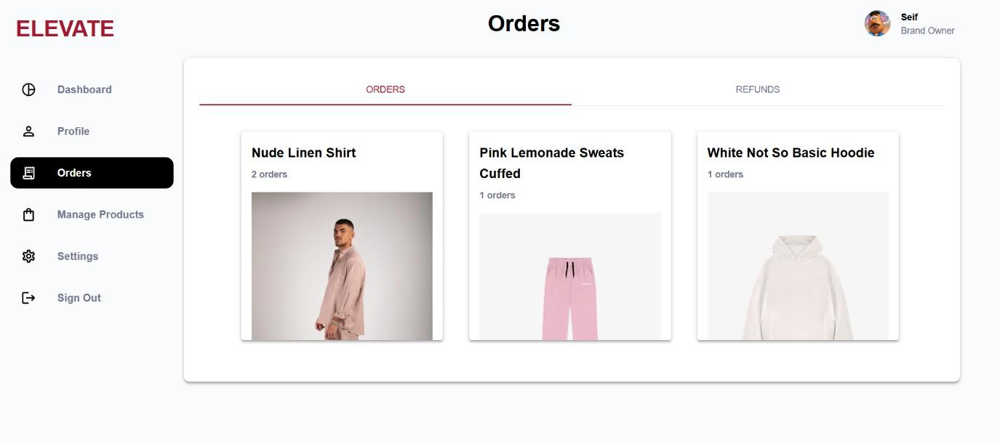 ELEVATE
Orders
Seif
Brand Owner
Dashboard
Profile
Orders
Manage Products
Settings
Sign Out
ORDERS
REFUNDS
Nude Linen Shirt
2 orders
Pink Lemonade Sweats
Cuffed
1 orders
White Not So Basic Hoodie
1 orders